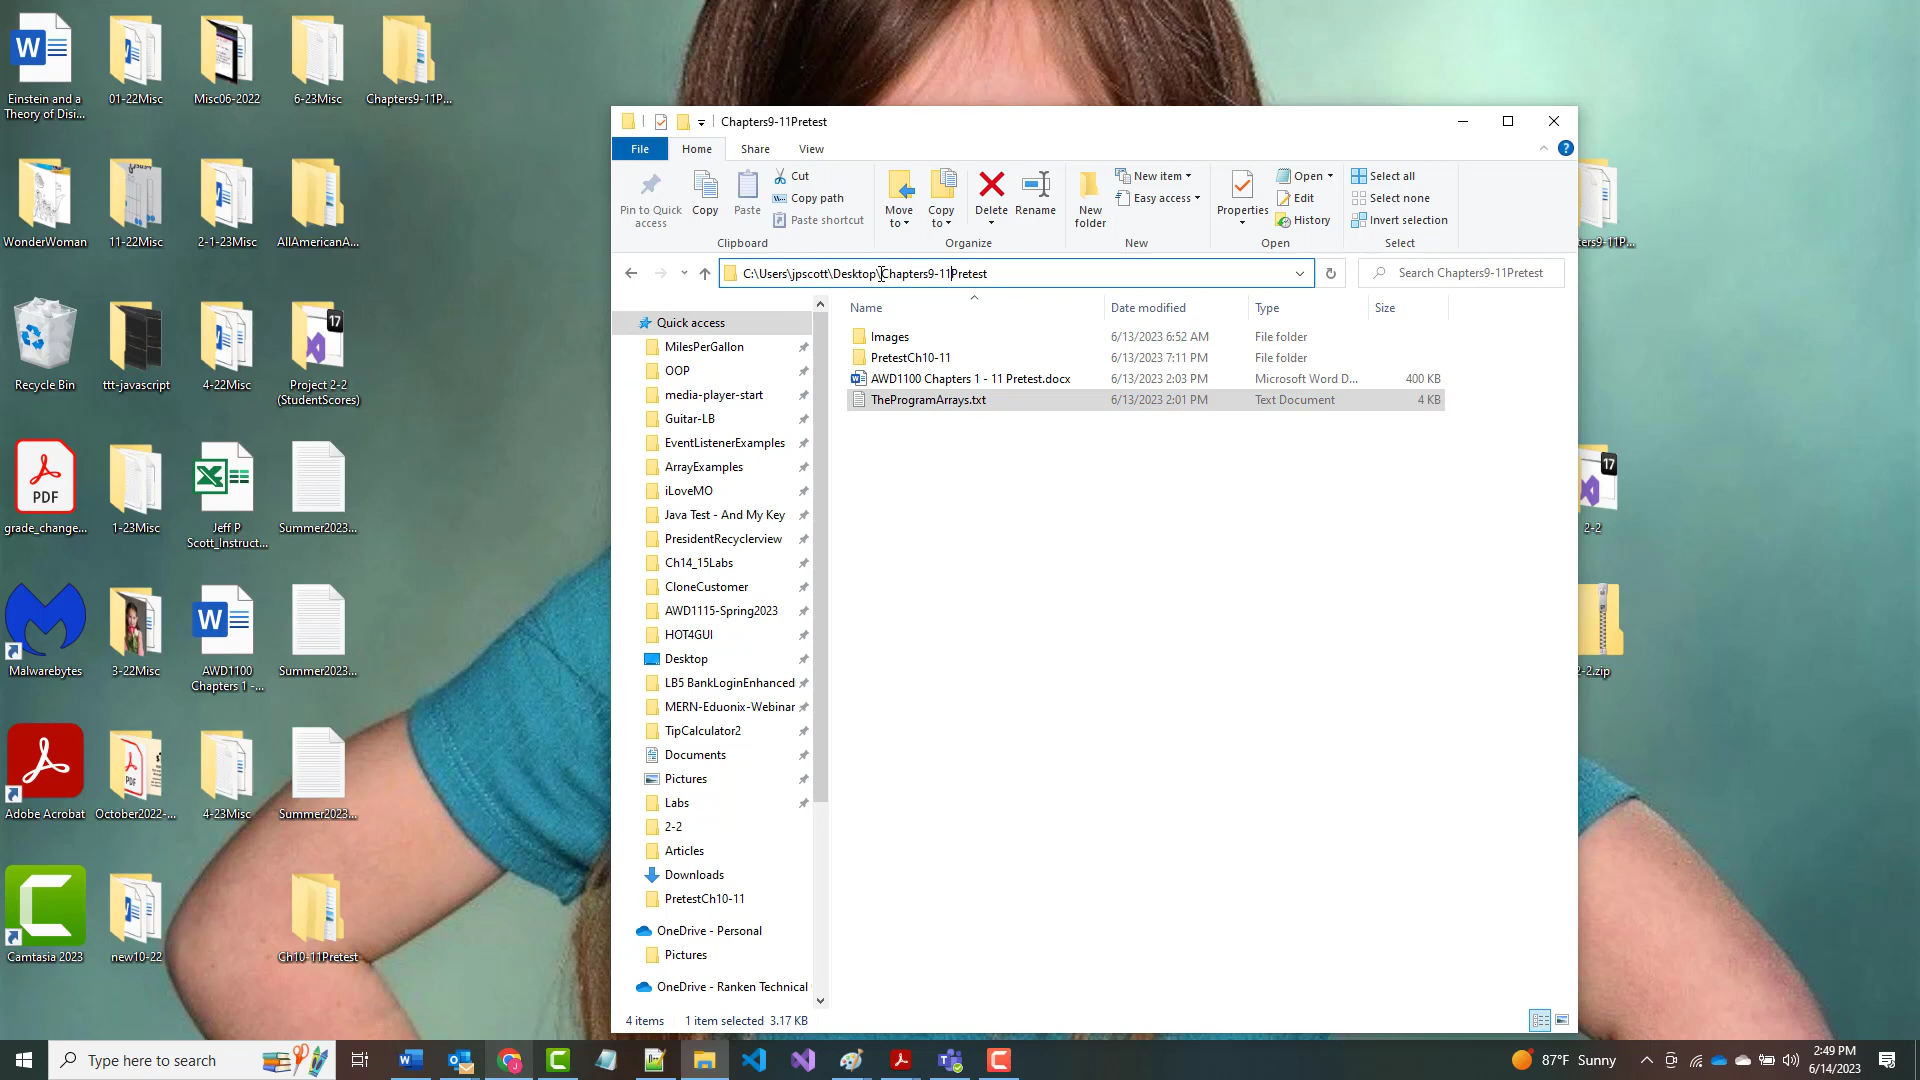 Einstein and a
Theory of Disi...
01-22Misc
Misc06-2022
6-23Misc
Chapters9-11P...
WonderWoman
11-22Misc
2-1-23Misc
AllAmericanA...
Recycle Bin
ttt-javascript
4-22Misc
17
Project 2-2
(StudentScores)
PDF
grade_change...
1-23Misc
Jeff P
Scott_Instruct...
Summer2023...
Malwarebytes
3-22Misc
AWD1100
Chapters 1 -...
Summer2023...
Adobe Acrobat
October2022-...
4-23Misc
Summer2023...
Camtasia 2023
new10-22
Ch10-11Pretest
Chapters9-11Pretest
File
Home
Share
View
Pin to Quick
access
Copy
Paste
Cut
Copy path
Paste shortcut
Clipboard
Move
to
Copy
to
Delete
Rename
Organize
New
folder
New item
Easy access
New
Properties
Open
Edit
History
Open
Select all
Select none
Invert selection
Select
C:\Users\jpscott\Desktop\Chapters9-11Pretest
Search Chapters9-11Pretest
Quick access
MilesPerGallon
OOP
media-player-start
Guitar-LB
EventListenerExamples
ArrayExamples
iLoveMO
Java Test - And My Key
PresidentRecyclerview
Ch14_15Labs
CloneCustomer
AWD1115-Spring2023
HOT4GUI
Desktop
LB5 BankLoginEnhanced
MERN-Eduonix-Webinar
TipCalculator2
Documents
Pictures
Labs
2-2
Articles
Downloads
PretestCh10-11
OneDrive - Personal
Pictures
OneDrive - Ranken Technical
Name Date modified Type Size
Images 6/13/2023 6:52 AM File folder
PretestCh10-11 6/13/2023 7:11 PM File folder
AWD1100 Chapters 1 - 11 Pretest.docx 6/13/2023 2:03 PM Microsoft Word D... 400 KB
TheProgramArrays.txt 6/13/2023 2:01 PM Text Document 4 KB
4 items 1 item selected 3.17 KB
ters9-11P...
17
2-2
2-2.zip
Type here to search
87°F Sunny
2:49 PM
6/14/2023